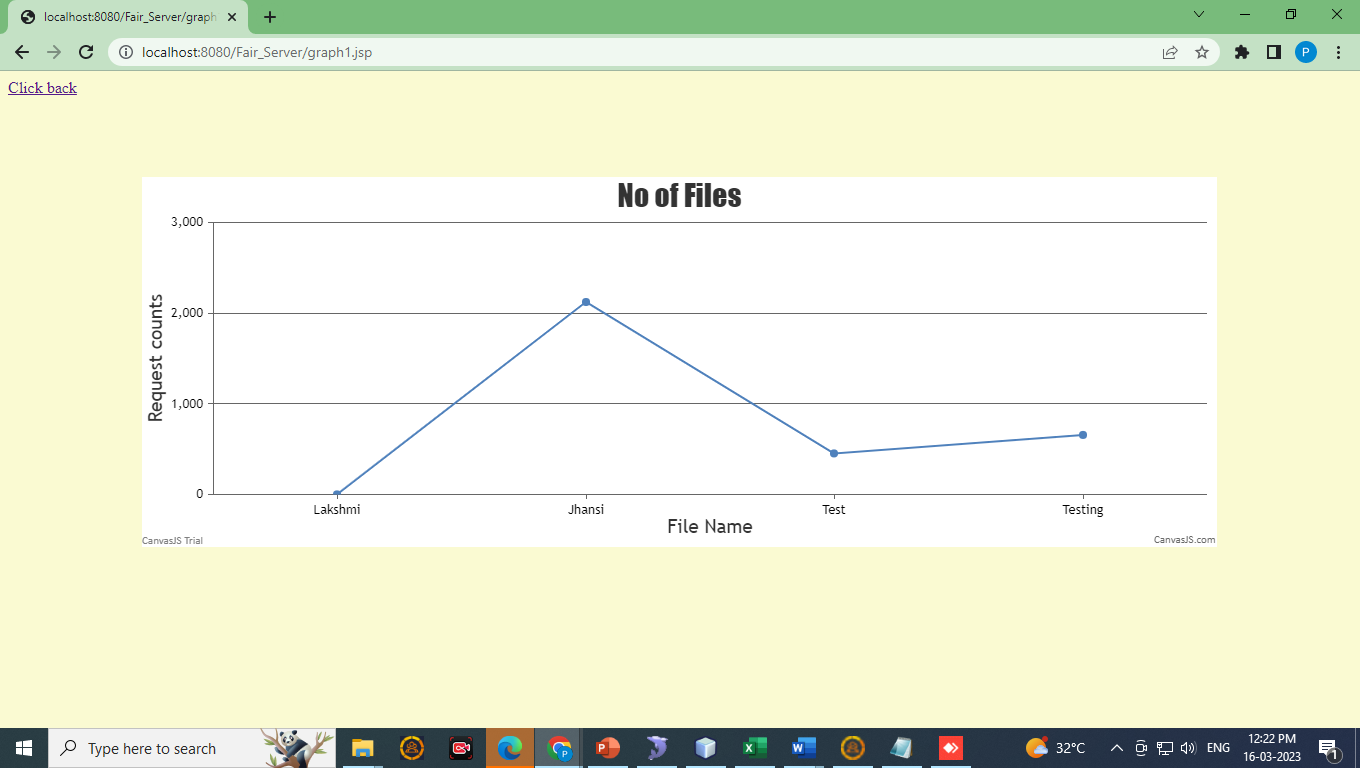 localhost:8080/Fair_Server/graph
localhost:8080/Fair_Server/graph1.jsp
P
Click back
No of Files
3,000
2,000
1,000
0
Request counts
Lakshmi
Jhansi
Test
Testing
File Name
CanvasJS Trial
CanvasJS.com
Type here to search
P
P
X
W
32°C
ENG
12:22 PM
16-03-2023
1